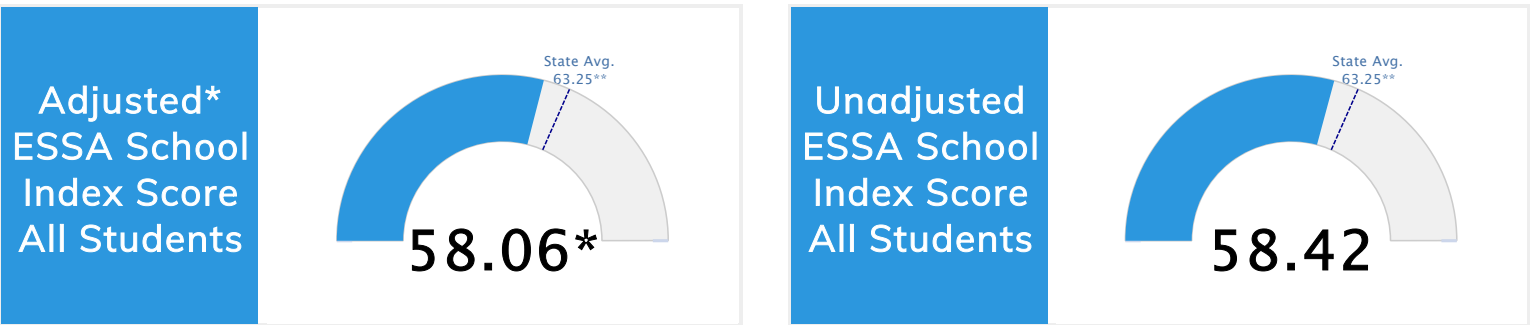 Adjusted*
ESSA School
Index Score
All Students
State Avg.
63.25**
58.06*
Unadjusted
ESSA School
Index Score
All Students
State Avg.
63.25**
58.42